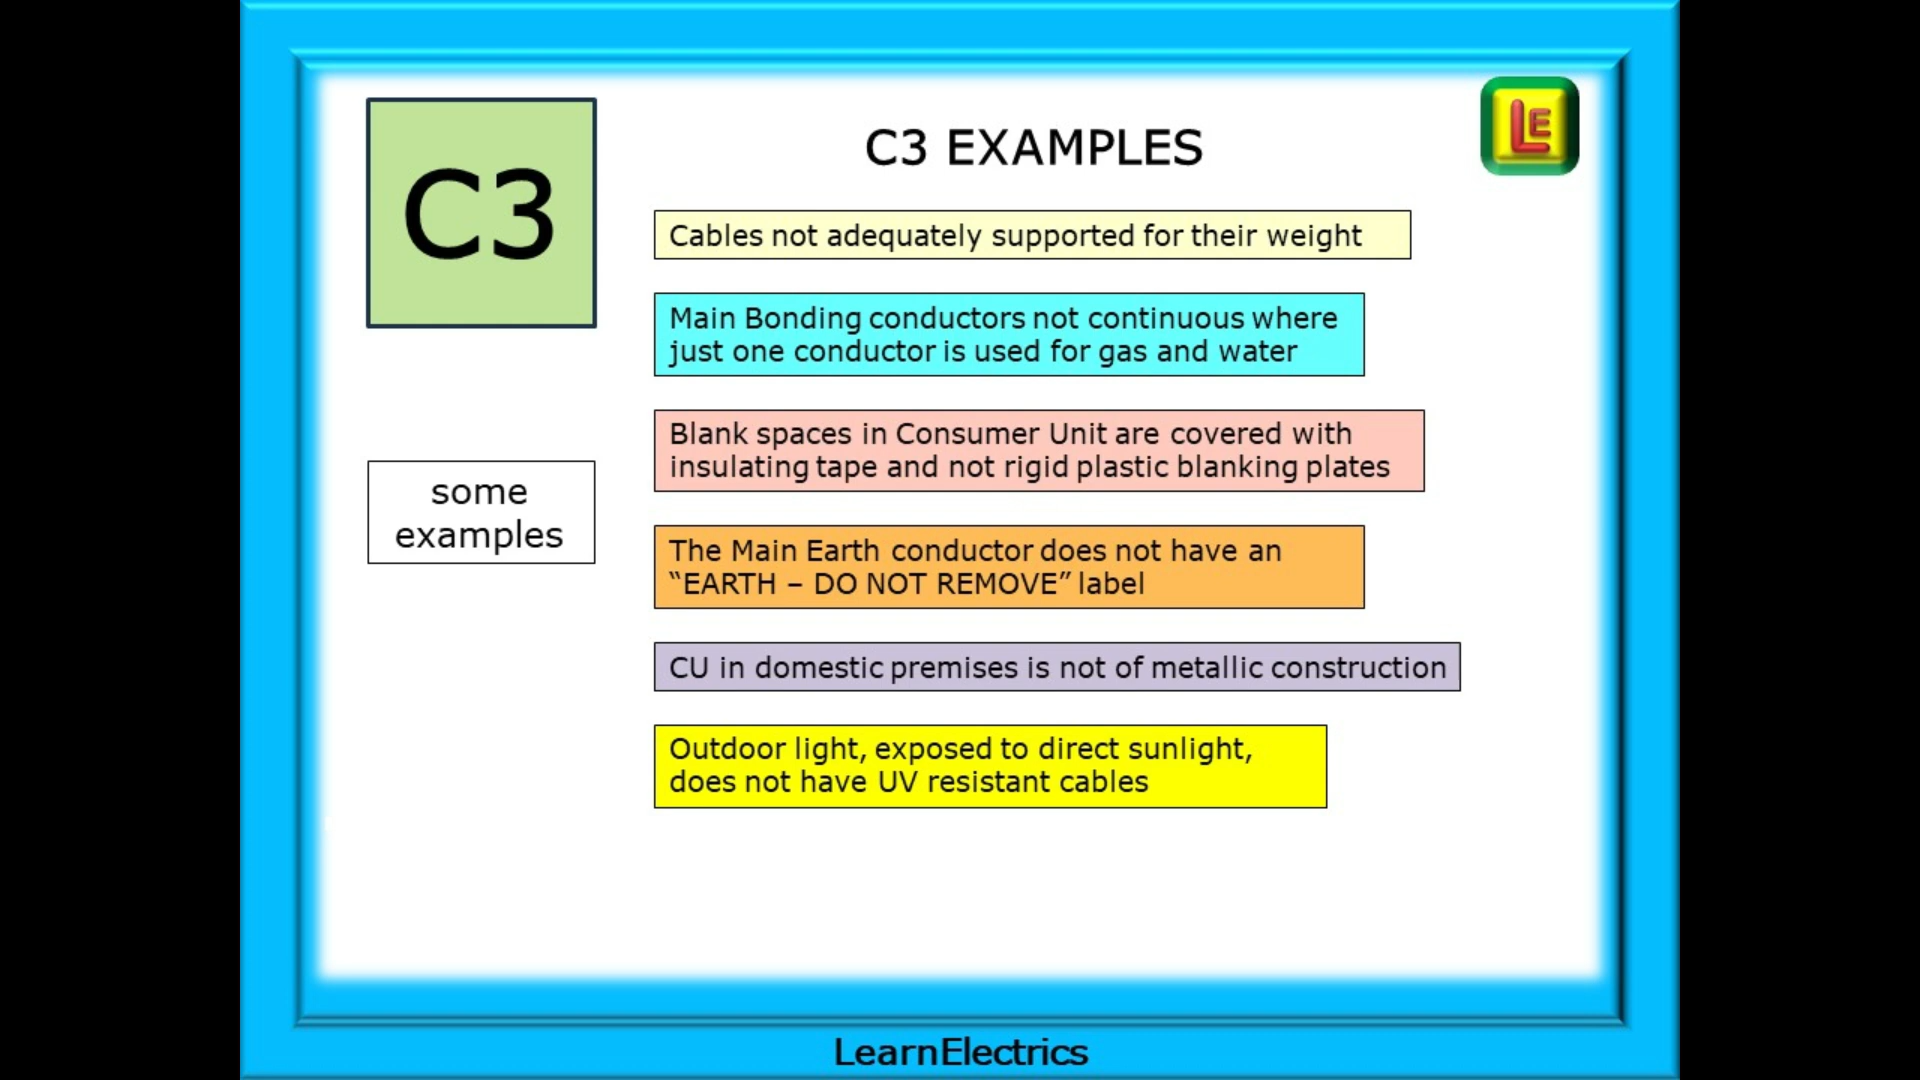 C3
C3 EXAMPLES
LE
Cables not adequately supported for their weight
Main Bonding conductors not continuous where
just one conductor is used for gas and water
Blank spaces in Consumer Unit are covered with
insulating tape and not rigid plastic blanking plates
some
examples
The Main Earth conductor does not have an
“EARTH – DO NOT REMOVE” label
CU in domestic premises is not of metallic construction
Outdoor light, exposed to direct sunlight,
does not have UV resistant cables
LearnElectrics